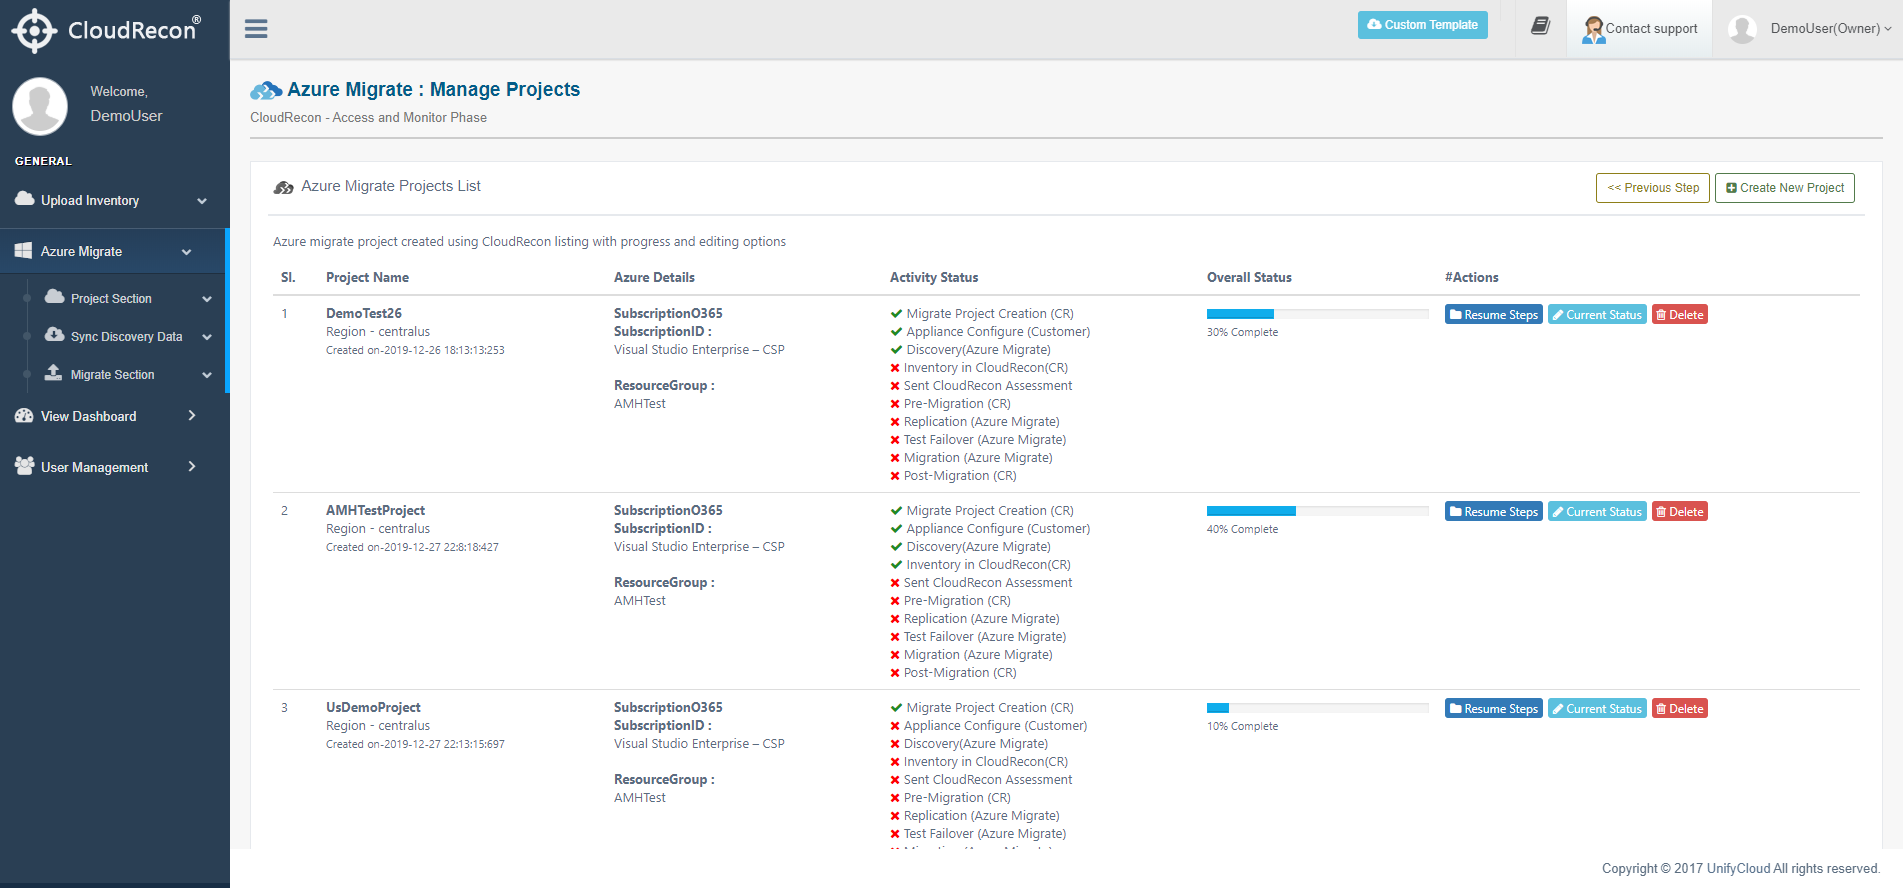 CloudRecon®
Welcome,
DemoUser
GENERAL
Upload Inventory
Azure Migrate
Project Section
Sync Discovery Data
Migrate Section
View Dashboard
User Management
Custom Template
Contact support
DemoUser(Owner)
Azure Migrate : Manage Projects
CloudRecon - Access and Monitor Phase
Azure Migrate Projects List
<< Previous Step
Create New Project
Azure migrate project created using CloudRecon listing with progress and editing options
Sl. Project Name Azure Details Activity Status Overall Status #Actions
1
DemoTest26
Region - centralus
Created on-2019-12-26 18:13:13:253
SubscriptionO365
SubscriptionID :
Visual Studio Enterprise – CSP
ResourceGroup :
AMHTest
Migrate Project Creation (CR)
Appliance Configure (Customer)
Discovery(Azure Migrate)
Inventory in CloudRecon(CR)
Sent CloudRecon Assessment
Pre-Migration (CR)
Replication (Azure Migrate)
Test Failover (Azure Migrate)
Migration (Azure Migrate)
Post-Migration (CR)
30% Complete
Resume Steps Current Status Delete
2
AMHTestProject
Region - centralus
Created on-2019-12-27 22:8:18:427
SubscriptionO365
SubscriptionID :
Visual Studio Enterprise – CSP
ResourceGroup :
AMHTest
Migrate Project Creation (CR)
Appliance Configure (Customer)
Discovery(Azure Migrate)
Inventory in CloudRecon(CR)
Sent CloudRecon Assessment
Pre-Migration (CR)
Replication (Azure Migrate)
Test Failover (Azure Migrate)
Migration (Azure Migrate)
Post-Migration (CR)
40% Complete
Resume Steps Current Status Delete
3
UsDemoProject
Region - centralus
Created on-2019-12-27 22:13:15:697
SubscriptionO365
SubscriptionID :
Visual Studio Enterprise – CSP
ResourceGroup :
AMHTest
Migrate Project Creation (CR)
Appliance Configure (Customer)
Discovery(Azure Migrate)
Inventory in CloudRecon(CR)
Sent CloudRecon Assessment
Pre-Migration (CR)
Replication (Azure Migrate)
Test Failover (Azure Migrate)
10% Complete
Resume Steps Current Status Delete
Copyright © 2017 UnifyCloud All rights reserved.